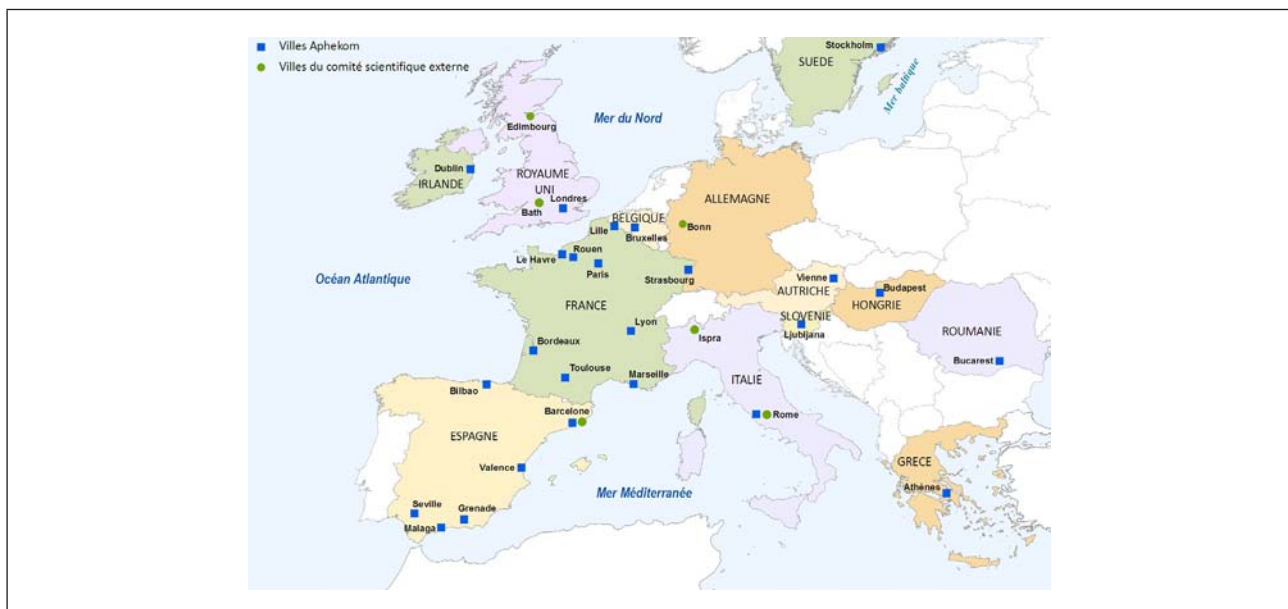 Villes Aphekom
Villes du comité scientifique externe
Stockholm
SUEDE
Mer baltique
Mer du Nord
Edimbourg
Dublin
IRLANDE
ROYAUME
UNI
Londres
Bath
ALLEMAGNE
BELGIQUE
Lille
Bruxelles
Bonn
Le Havre
Rouen
Paris
Strasbourg
Océan Atlantique
FRANCE
Vienne
AUTRICHE
Budapest
HONGRIE
SLOVENIE
Ljubljana
ROUMANIE
Bucarest
Lyon
Ispra
Bordeaux
Toulouse
Marseille
ITALIE
Bilbao
Barcelone
Rome
ESPAGNE
Valence
GRECE
Athènes
Mer Méditerranée
Seville
Grenade
Malaga